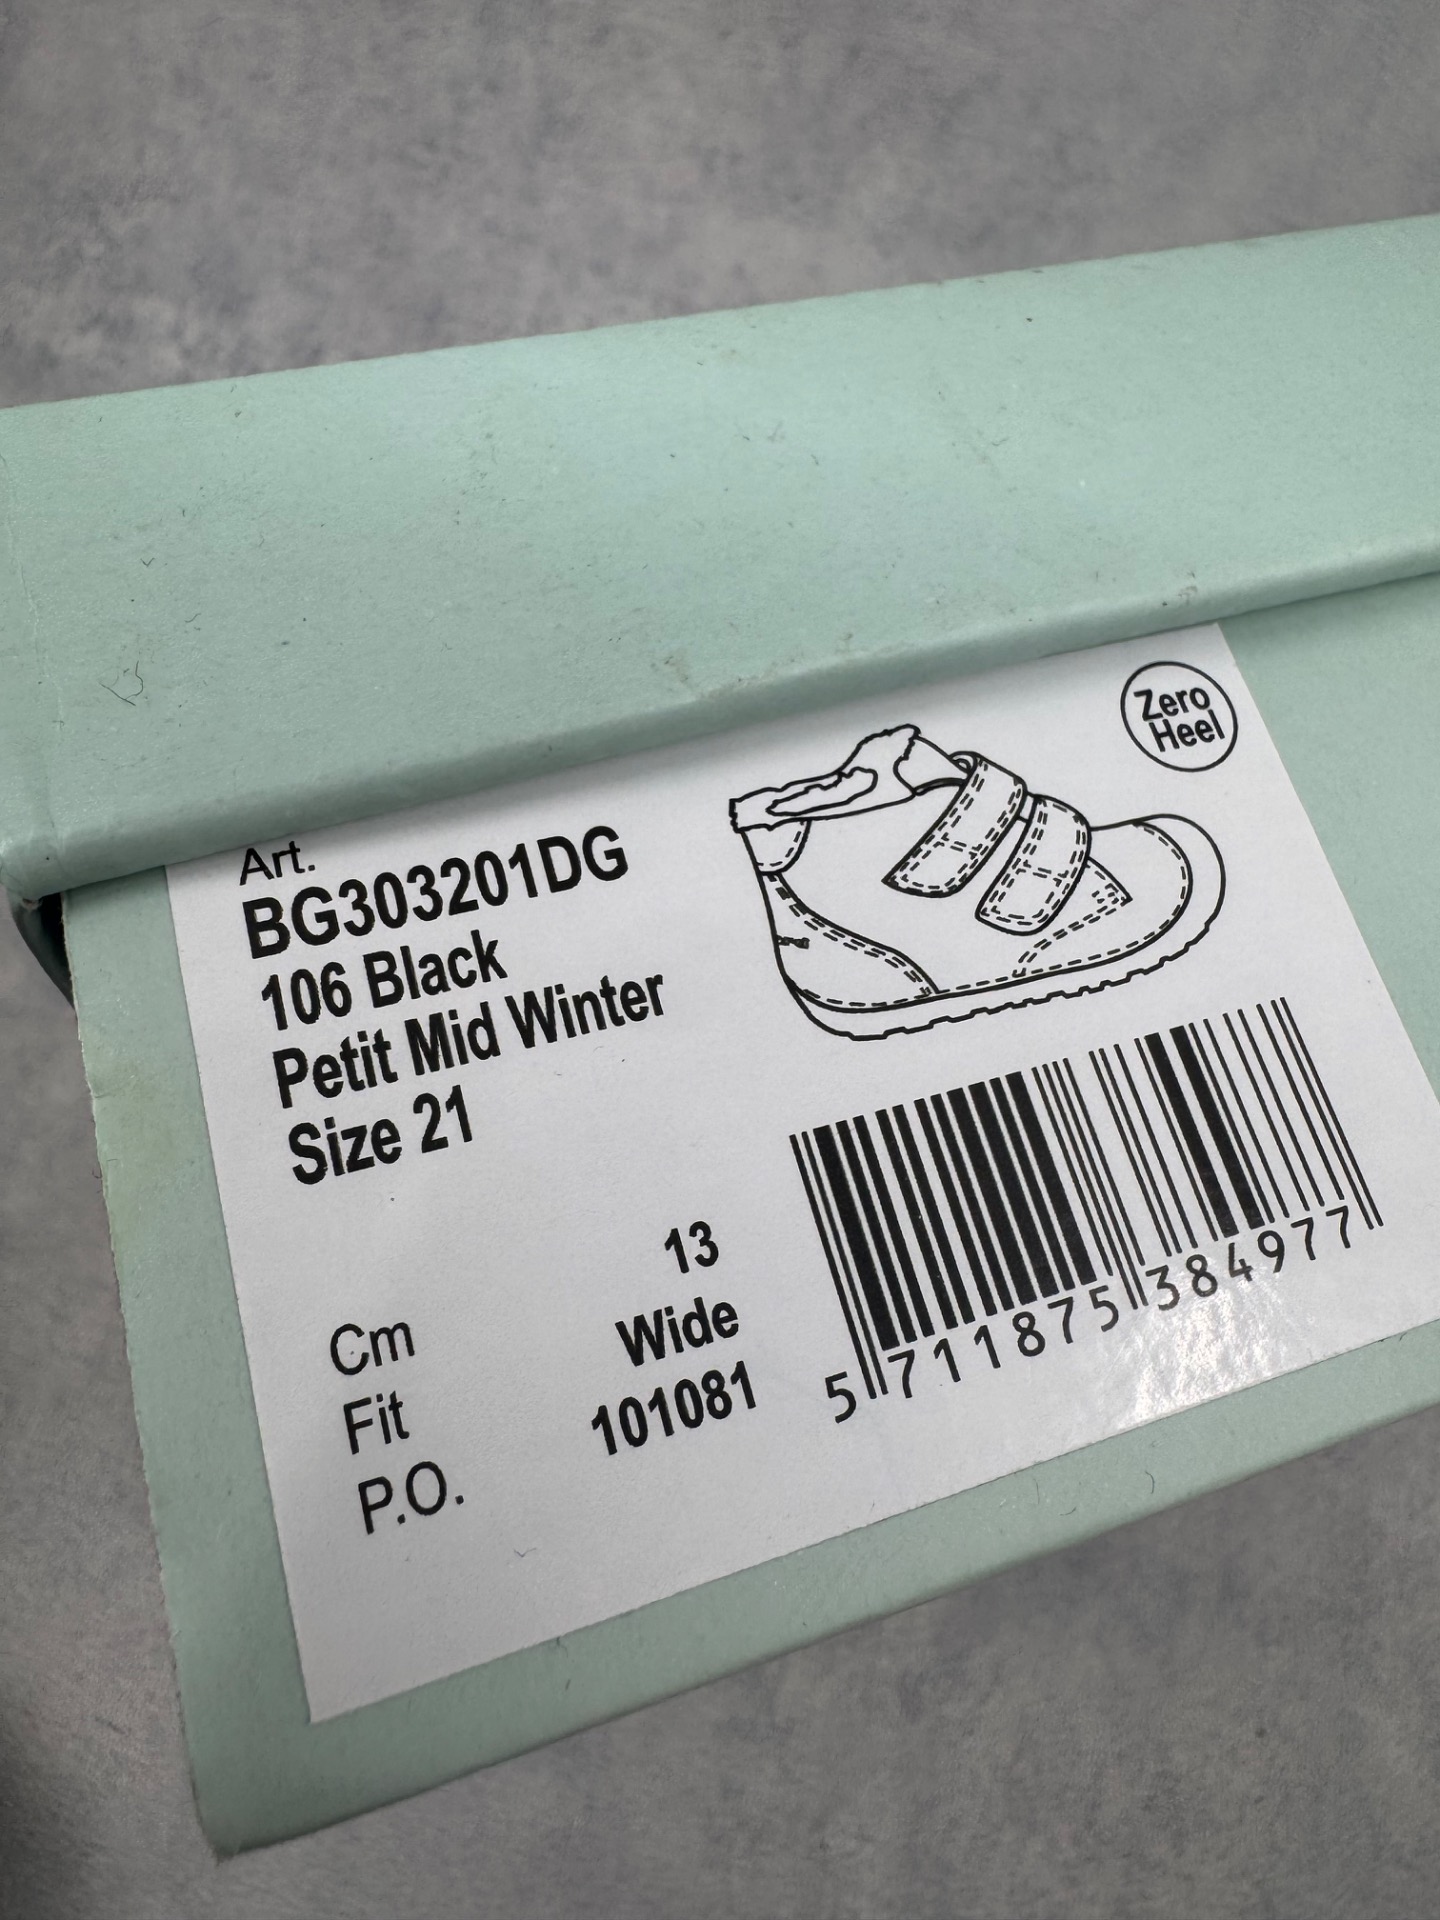 Zero
Heel
Art.
BG303201DG
106 Black
Petit Mid Winter
Size 21
Cm 13
Fit Wide
P.O. 101081
5 711875 384977